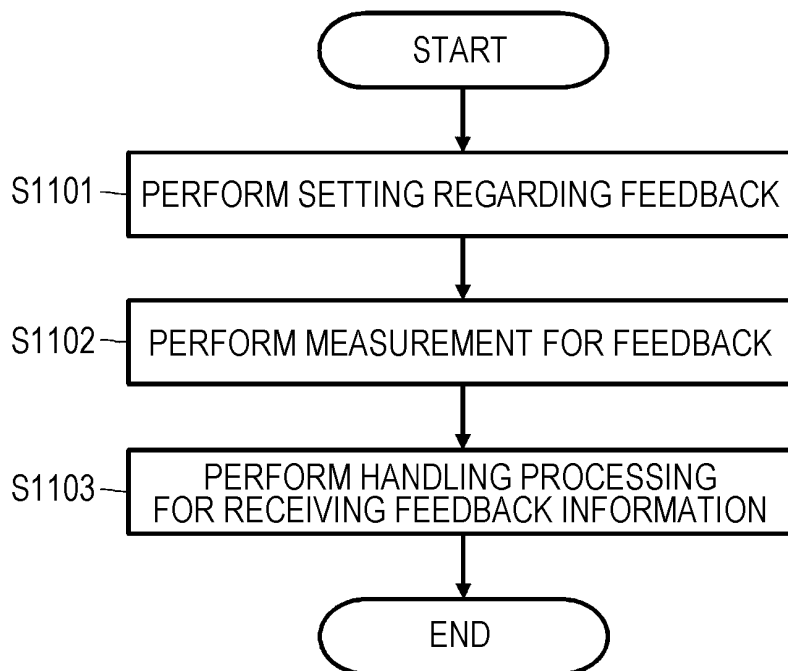 START
S1101
PERFORM SETTING REGARDING FEEDBACK
S1102
PERFORM MEASUREMENT FOR FEEDBACK
S1103
PERFORM HANDLING PROCESSING
FOR RECEIVING FEEDBACK INFORMATION
END